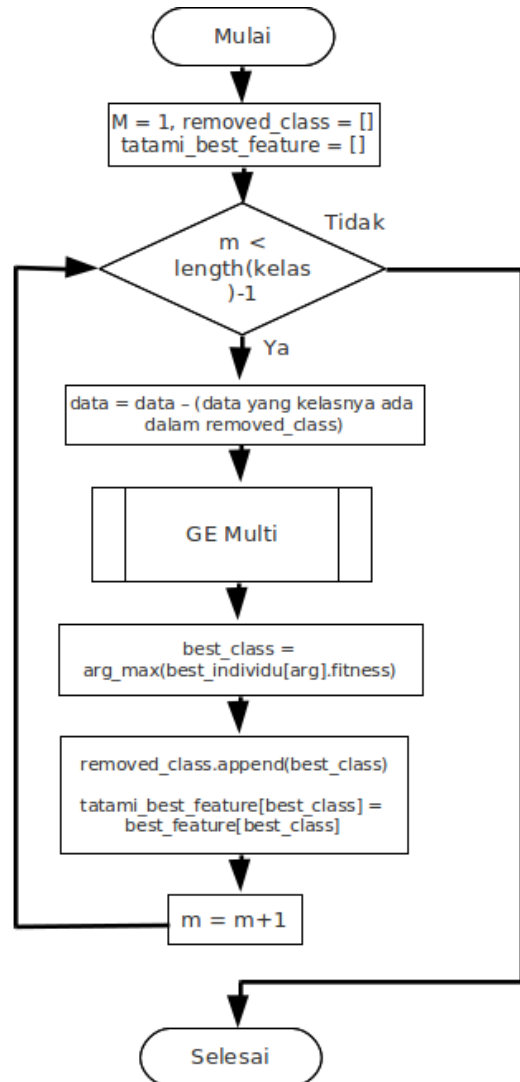 Mulai
M = 1, removed_class = []
tatami_best_feature = []
Tidak
m <
length(kelas
)-1
Ya
data = data – (data yang kelasnya ada
dalam removed_class)
GE Multi
best_class =
arg_max(best_individu[arg].fitness)
removed_class.append(best_class)
tatami_best_feature[best_class] =
best_feature[best_class]
m = m+1
Selesai